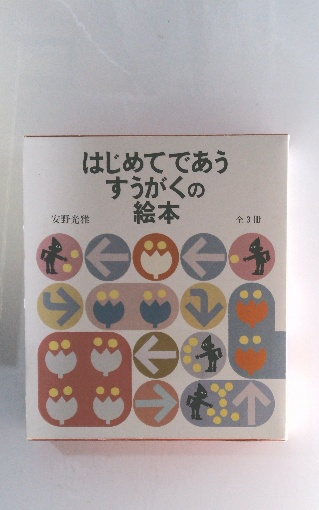 はじめてであう
すうがくの
絵本
安野光雅
全3冊